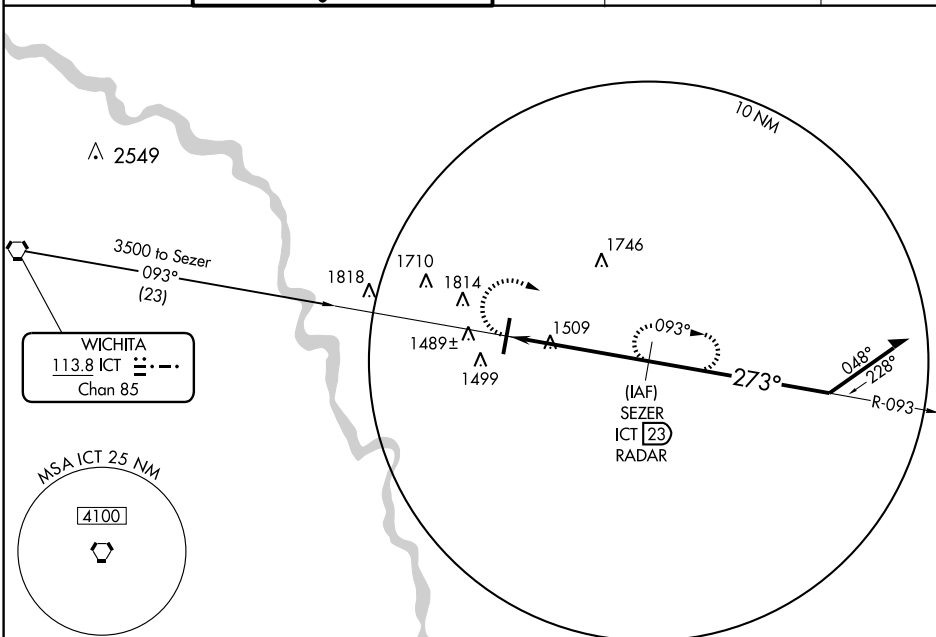 10 NM
2549
3500 to Sezer
093°
(23)
1746
1710
1818
1814
1489±
1509
1499
093°
273°
048°
228°
R-093
(IAF)
SEZER
ICT 23
RADAR
WICHITA
113.8 ICT
Chan 85
MSA ICT 25 NM
4100